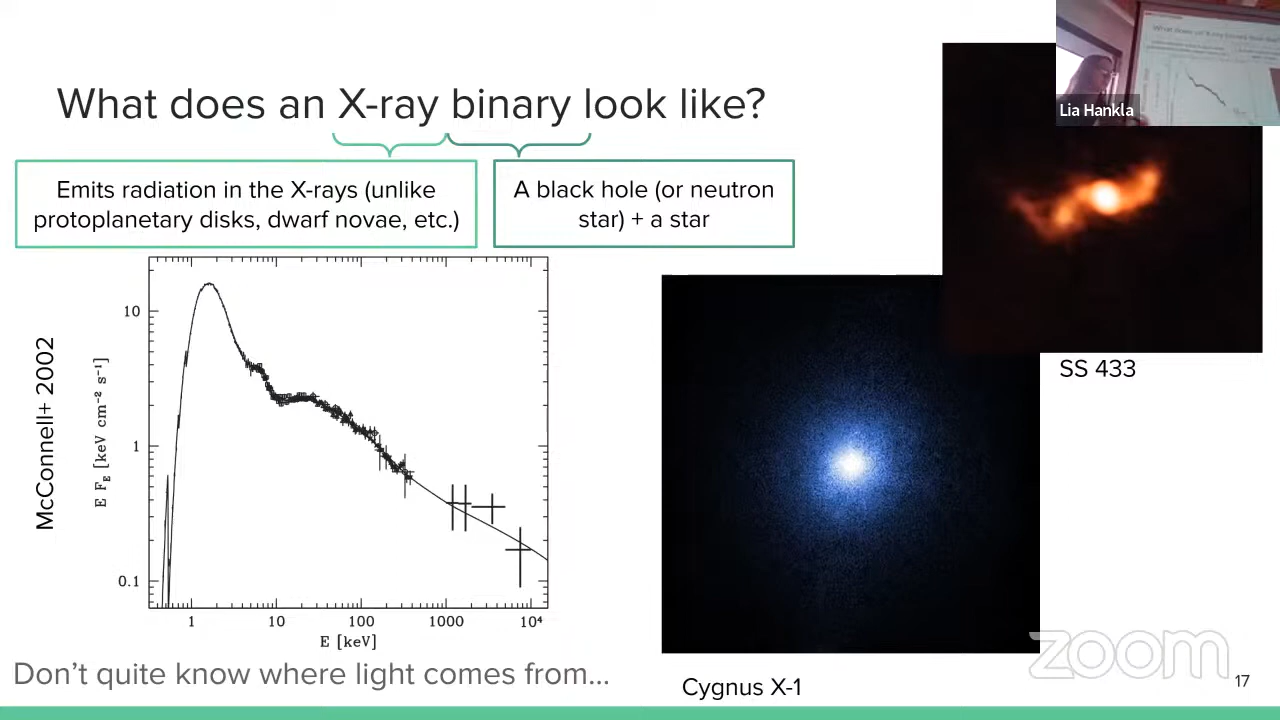 What does an X-ray binary look like?
Lia Hankla
Emits radiation in the X-rays (unlike
protoplanetary disks, dwarf novae, etc.)
A black hole (or neutron
star) + a star
McConnell+ 2002
E F_E [keV cm⁻² s⁻¹]
10
1
0.1
1 10 100 1000 10⁴
E [keV]
SS 433
Cygnus X-1
Don't quite know where light comes from...
zoom
17